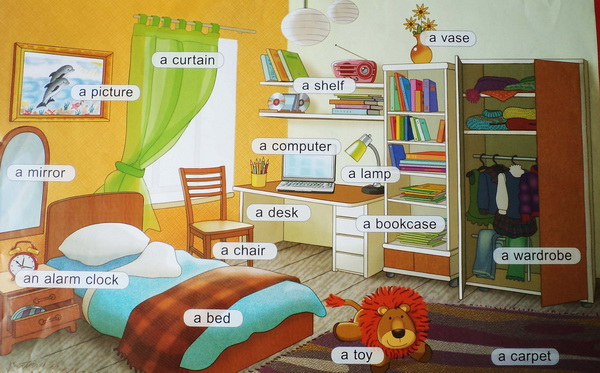 a vase
a curtain
a picture
a shelf
a computer
a mirror
a lamp
a desk
a bookcase
a chair
a wardrobe
an alarm clock
a bed
a toy
a carpet